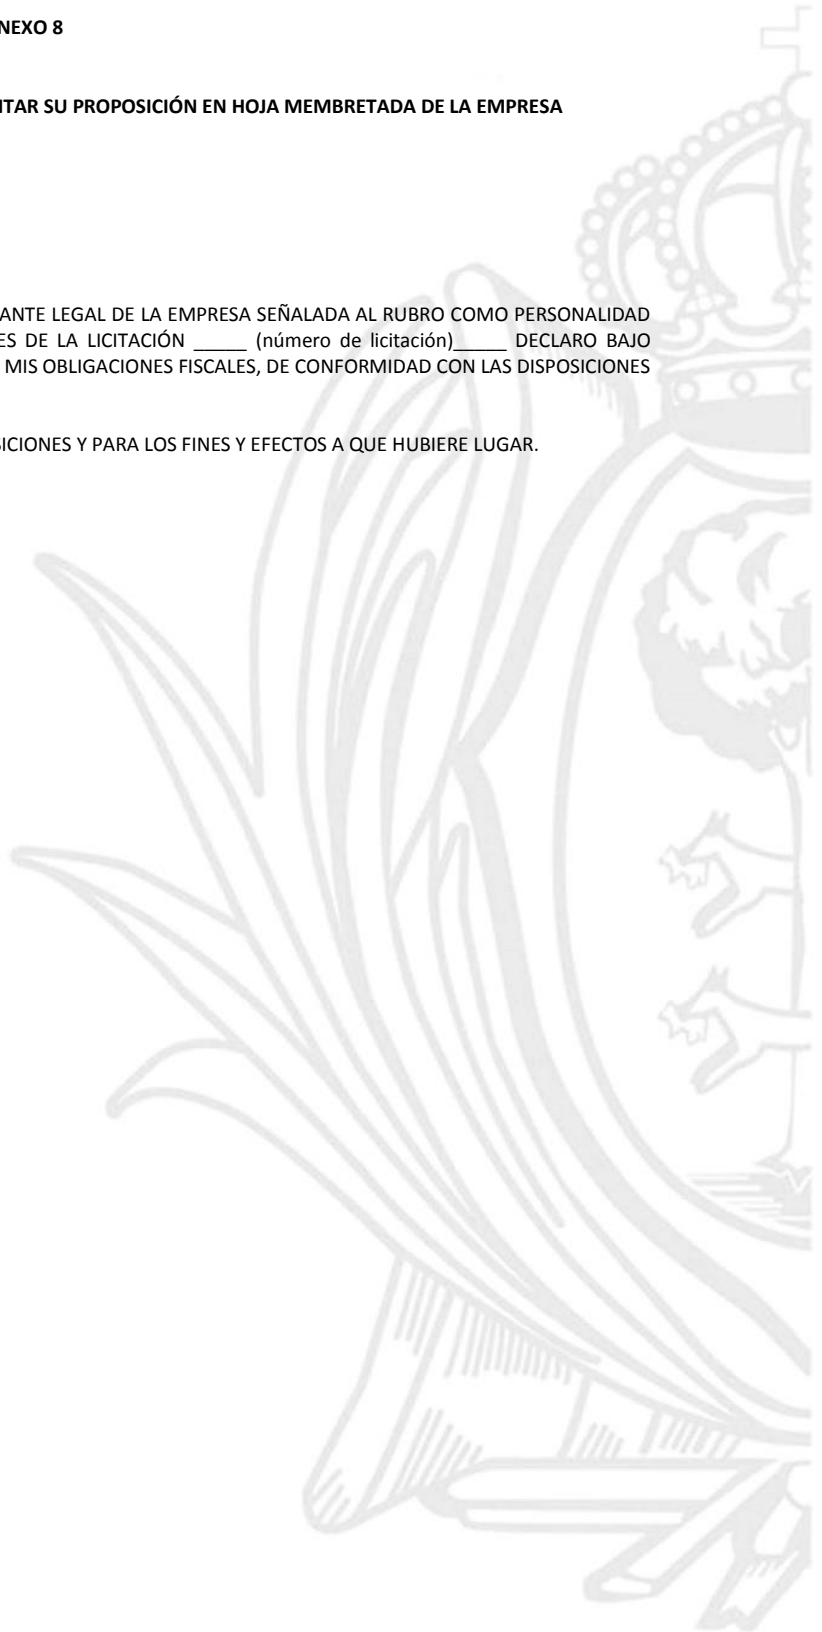 NEXO 8
TAR SU PROPOSICIÓN EN HOJA MEMBRETADA DE LA EMPRESA
ANTE LEGAL DE LA EMPRESA SEÑALADA AL RUBRO COMO PERSONALIDAD
ES DE LA LICITACIÓN _____ (número de licitación)_____ DECLARO BAJO
MIS OBLIGACIONES FISCALES, DE CONFORMIDAD CON LAS DISPOSICIONES
SICIONES Y PARA LOS FINES Y EFECTOS A QUE HUBIERE LUGAR.